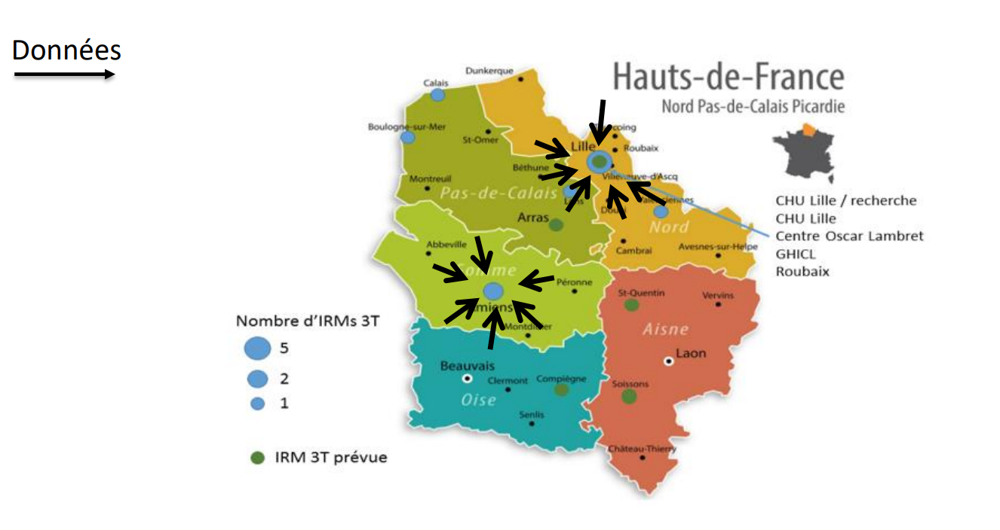 Données
Hauts-de-France
Nord Pas-de-Calais Picardie
Dunkerque
Calais
Boulogne-sur-Mer
St-Omer
Lille
Roubaix
Béthune
Villeneuve-d'Ascq
Montreuil
Pas-de-Calais
Arras
Nord
Cambrai
Avesnes-sur-Helpe
CHU Lille / recherche
CHU Lille
Centre Oscar Lambret
GHICL
Roubaix
Abbeville
Péronne
St-Quentin
Vervins
Aisne
Laon
Beauvais
Clermont
Compiègne
Soissons
Oise
Senlis
Château-Thierry
Nombre d'IRMs 3T
5
2
1
IRM 3T prévue